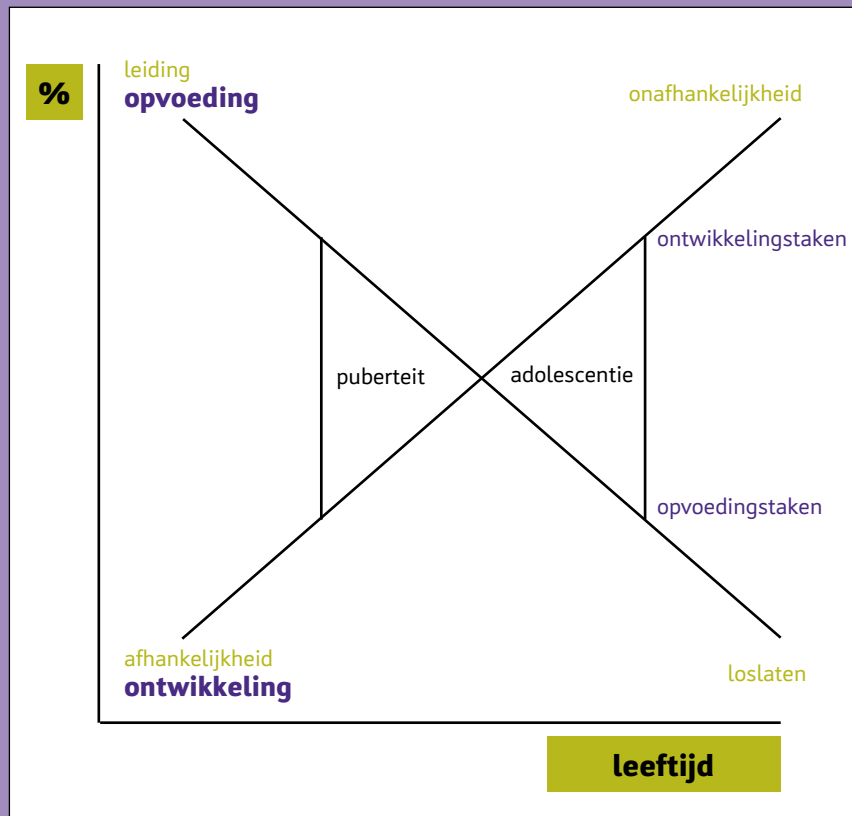 leiding
%
opvoeding
onafhankelijkheid
ontwikkelingstaken
puberteit
adolescentie
opvoedingstaken
afhankelijkheid
ontwikkeling
loslaten
leeftijd